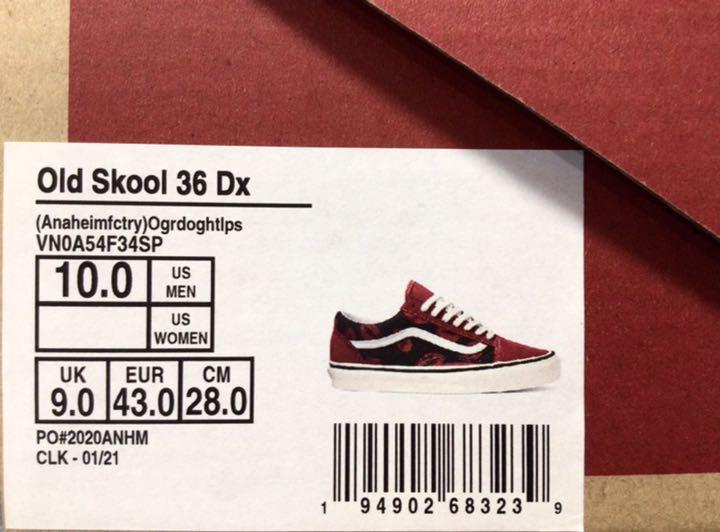 Old Skool 36 Dx
(Anaheimfctry)Ogrdoghtlps
VN0A54F34SP
10.0 US MEN
US WOMEN
UK EUR CM
9.0 43.0 28.0
PO#2020ANHM
CLK - 01/21
1 94902 68323 9